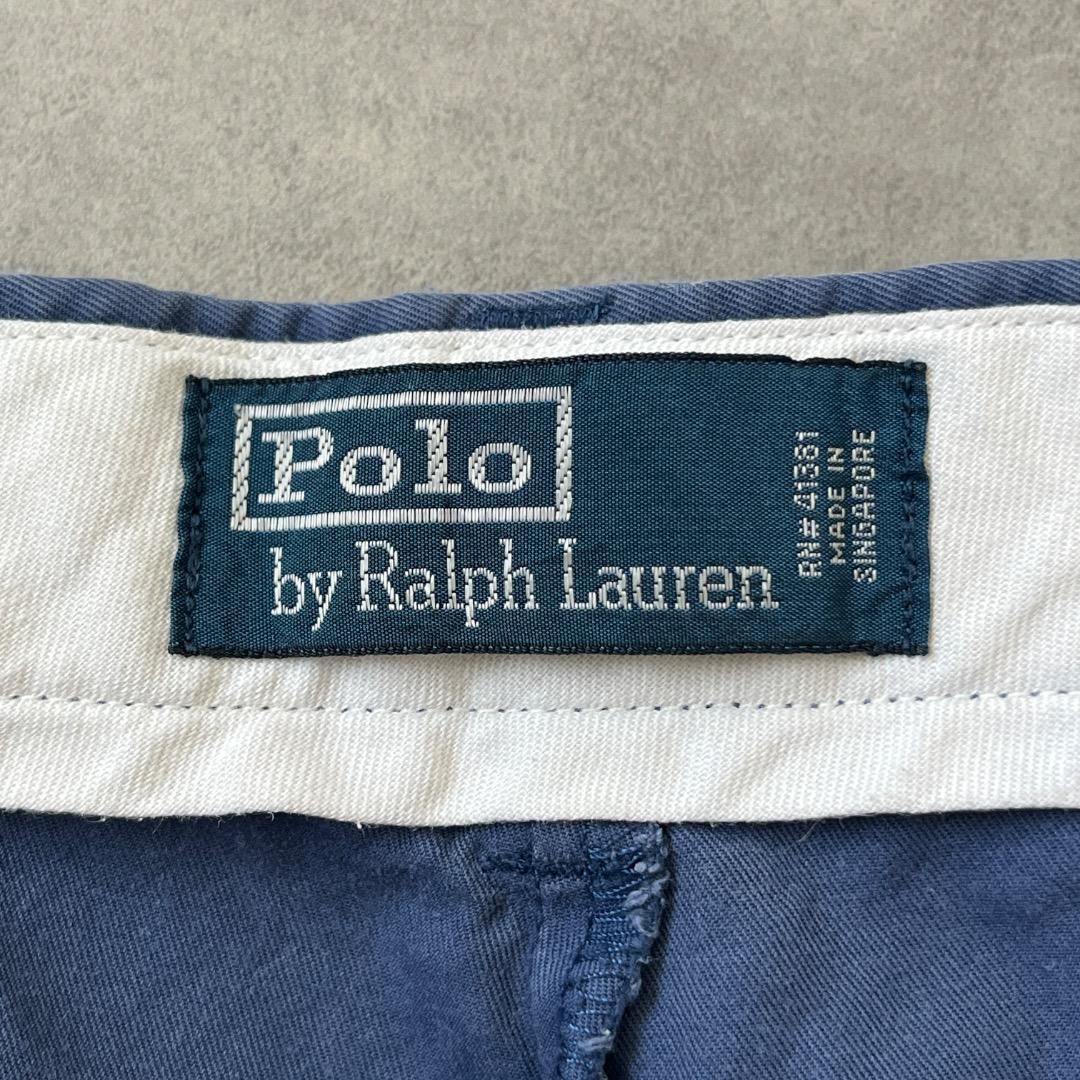 Polo
by Ralph Lauren
RN#41381
MADE IN
SINGAPORE